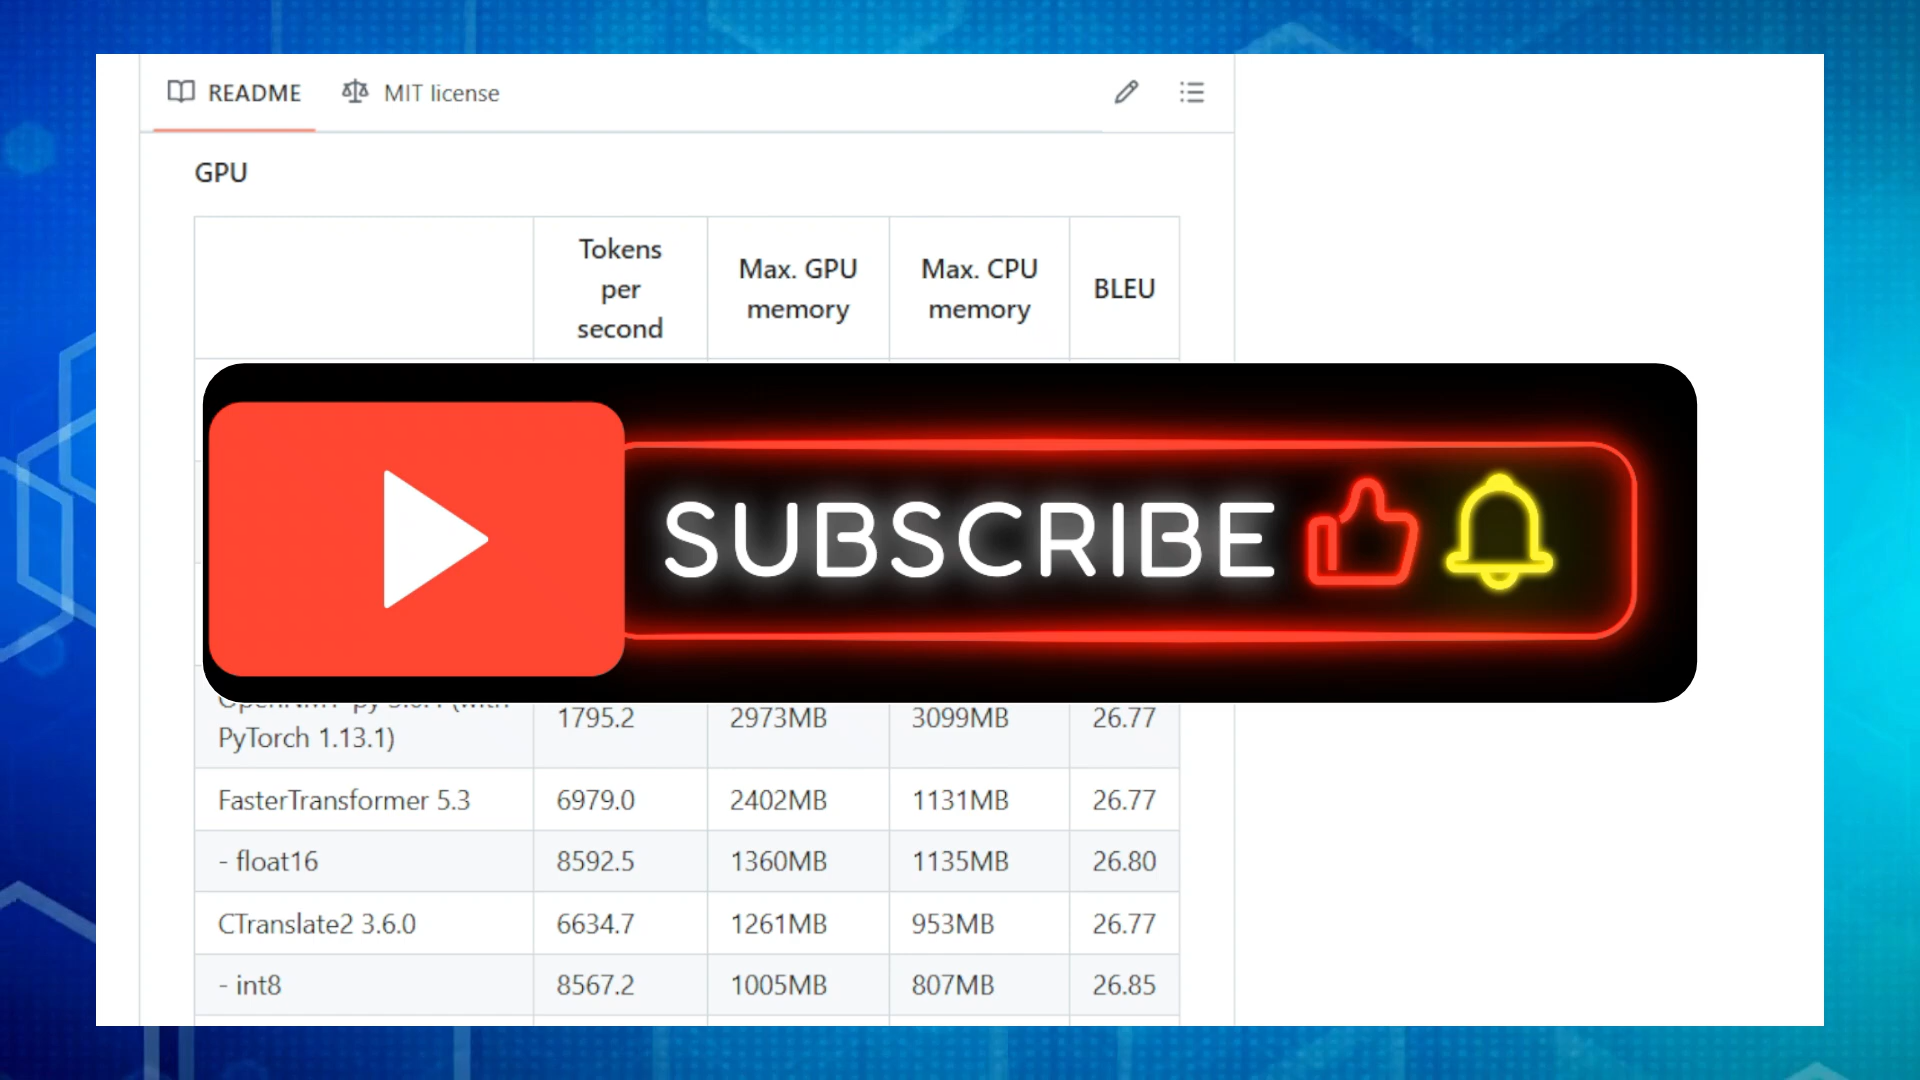 README MIT license
GPU
Tokens per second Max. GPU memory Max. CPU memory BLEU
SUBSCRIBE
PyTorch 1.13.1) 1795.2 2973MB 3099MB 26.77
FasterTransformer 5.3 6979.0 2402MB 1131MB 26.77
- float16 8592.5 1360MB 1135MB 26.80
CTranslate2 3.6.0 6634.7 1261MB 953MB 26.77
- int8 8567.2 1005MB 807MB 26.85